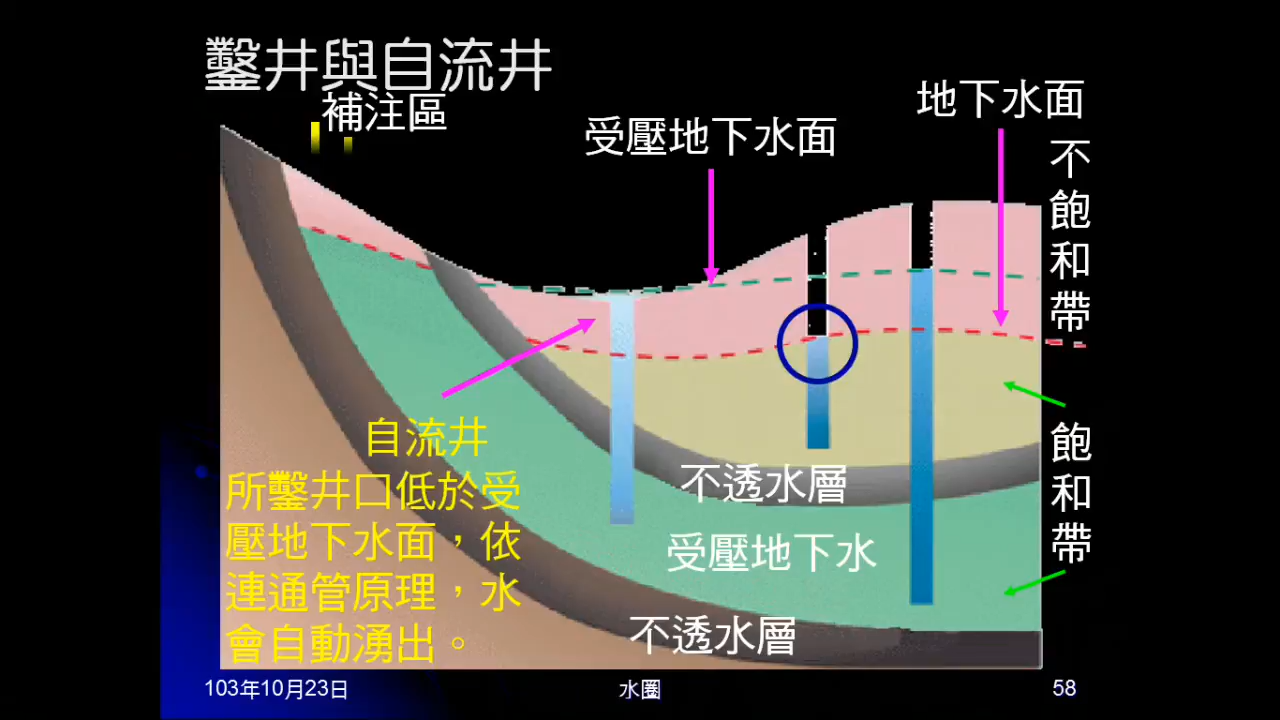 鑿井與自流井
補注區
受壓地下水面
地下水面
不飽和帶
自流井
所鑿井口低於受
壓地下水面，依
連通管原理，水
會自動湧出。
不透水層
受壓地下水
不透水層
飽和帶
103年10月23日
水圈
58